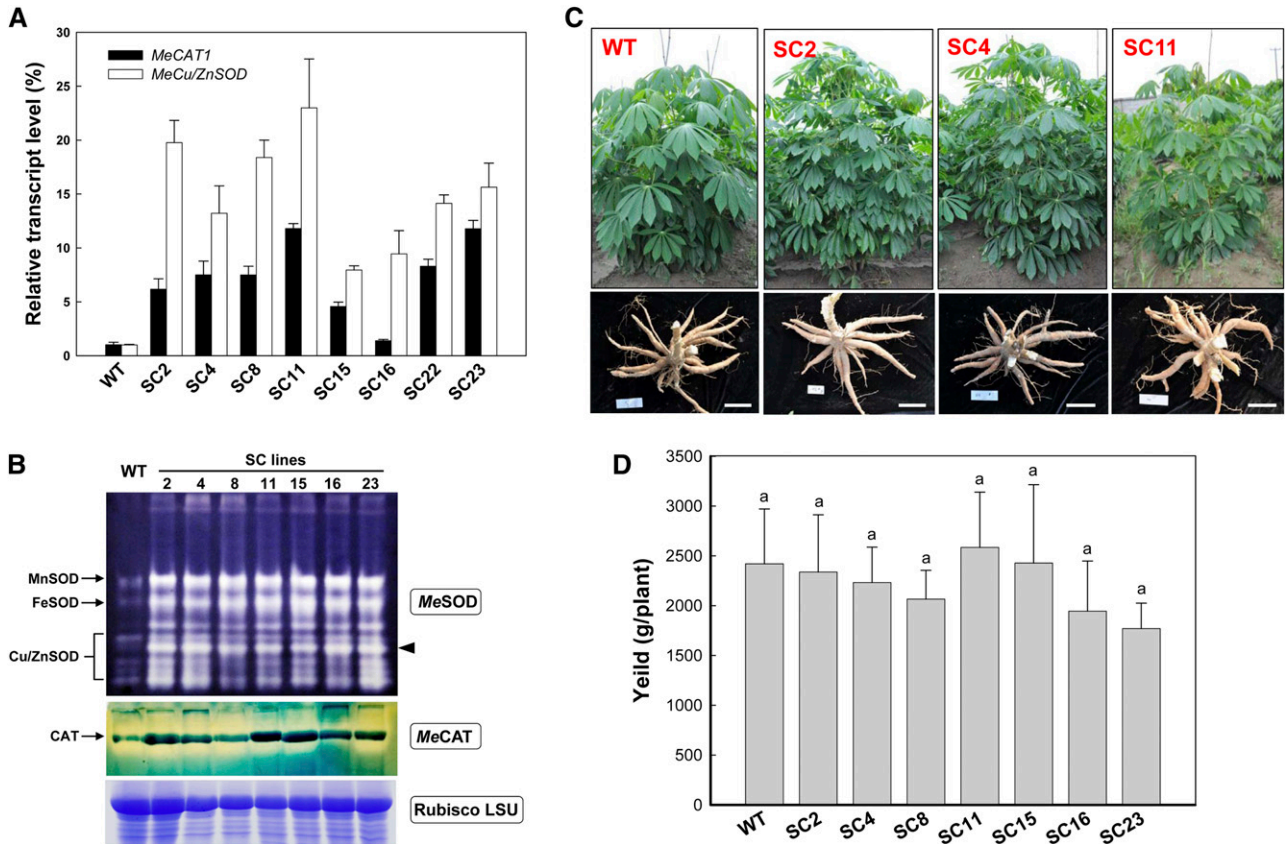 A
Relative transcript level (%)
30
25
20
15
10
5
0
MeCAT1
MeCu/ZnSOD
WT
SC2
SC4
SC8
SC11
SC15
SC16
SC22
SC23
B
WT
SC lines
2 4 8 11 15 16 23
MnSOD
FeSOD
Cu/ZnSOD
MeSOD
CAT
MeCAT
Rubisco LSU
C
WT
SC2
SC4
SC11
D
Yeild (g/plant)
3500
3000
2500
2000
1500
1000
500
0
a a a a a a a a
WT
SC2
SC4
SC8
SC11
SC15
SC16
SC23